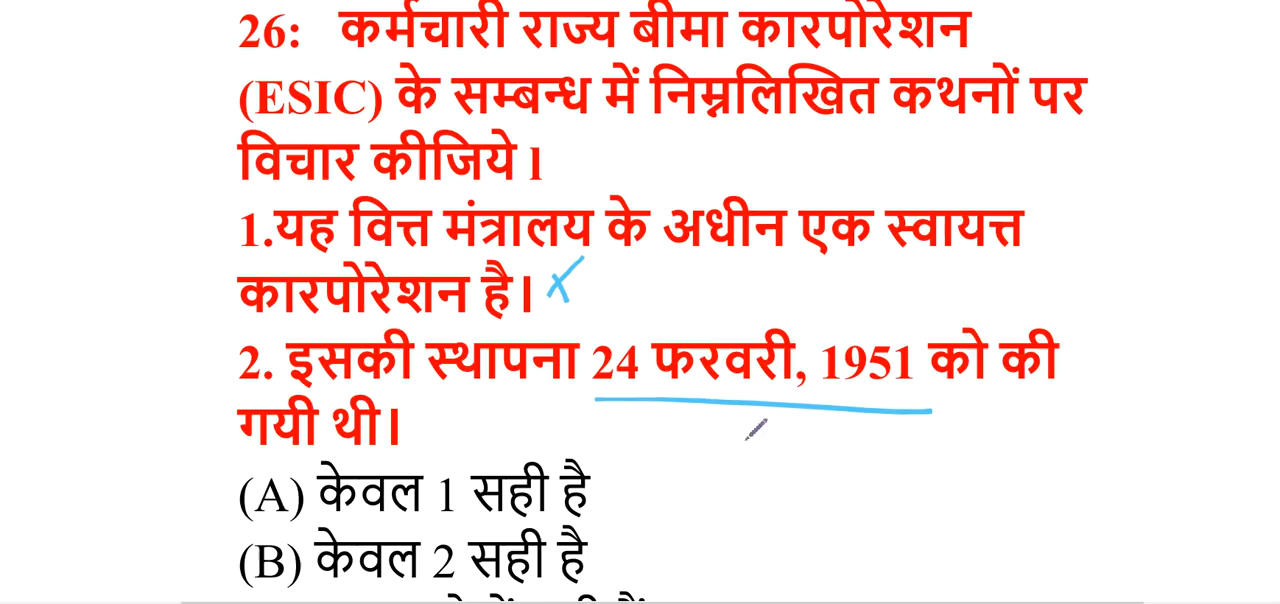 26: कर्मचारी राज्य बीमा कारपोरेशन
(ESIC) के सम्बन्ध में निम्नलिखित कथनों पर
विचार कीजिये।
1.यह वित्त मंत्रालय के अधीन एक स्वायत्त
कारपोरेशन है।
2. इसकी स्थापना 24 फरवरी, 1951 को की
गयी थी।
(A) केवल 1 सही है
(B) केवल 2 सही है